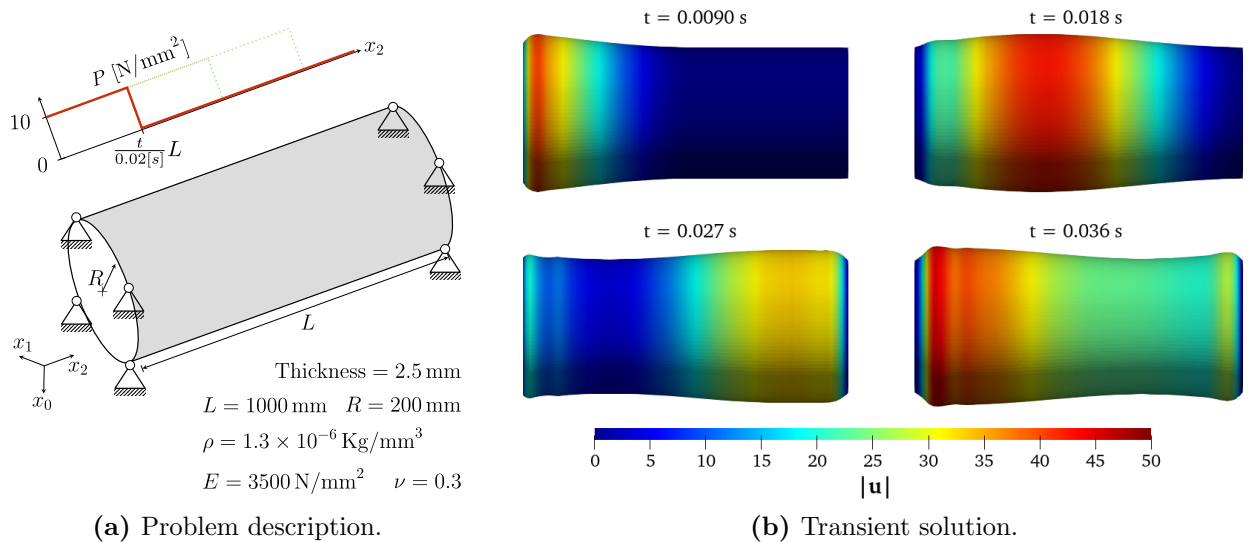 P [N/mm²]
x₂
10
0
t/0.02[s] L
R
L
x₁
x₂
x₀
Thickness = 2.5 mm
L = 1000 mm R = 200 mm
ρ = 1.3 × 10⁻⁶ Kg/mm³
E = 3500 N/mm² ν = 0.3
(a) Problem description.
t = 0.0090 s
t = 0.018 s
t = 0.027 s
t = 0.036 s
0 5 10 15 20 25 30 35 40 45 50
|u|
(b) Transient solution.